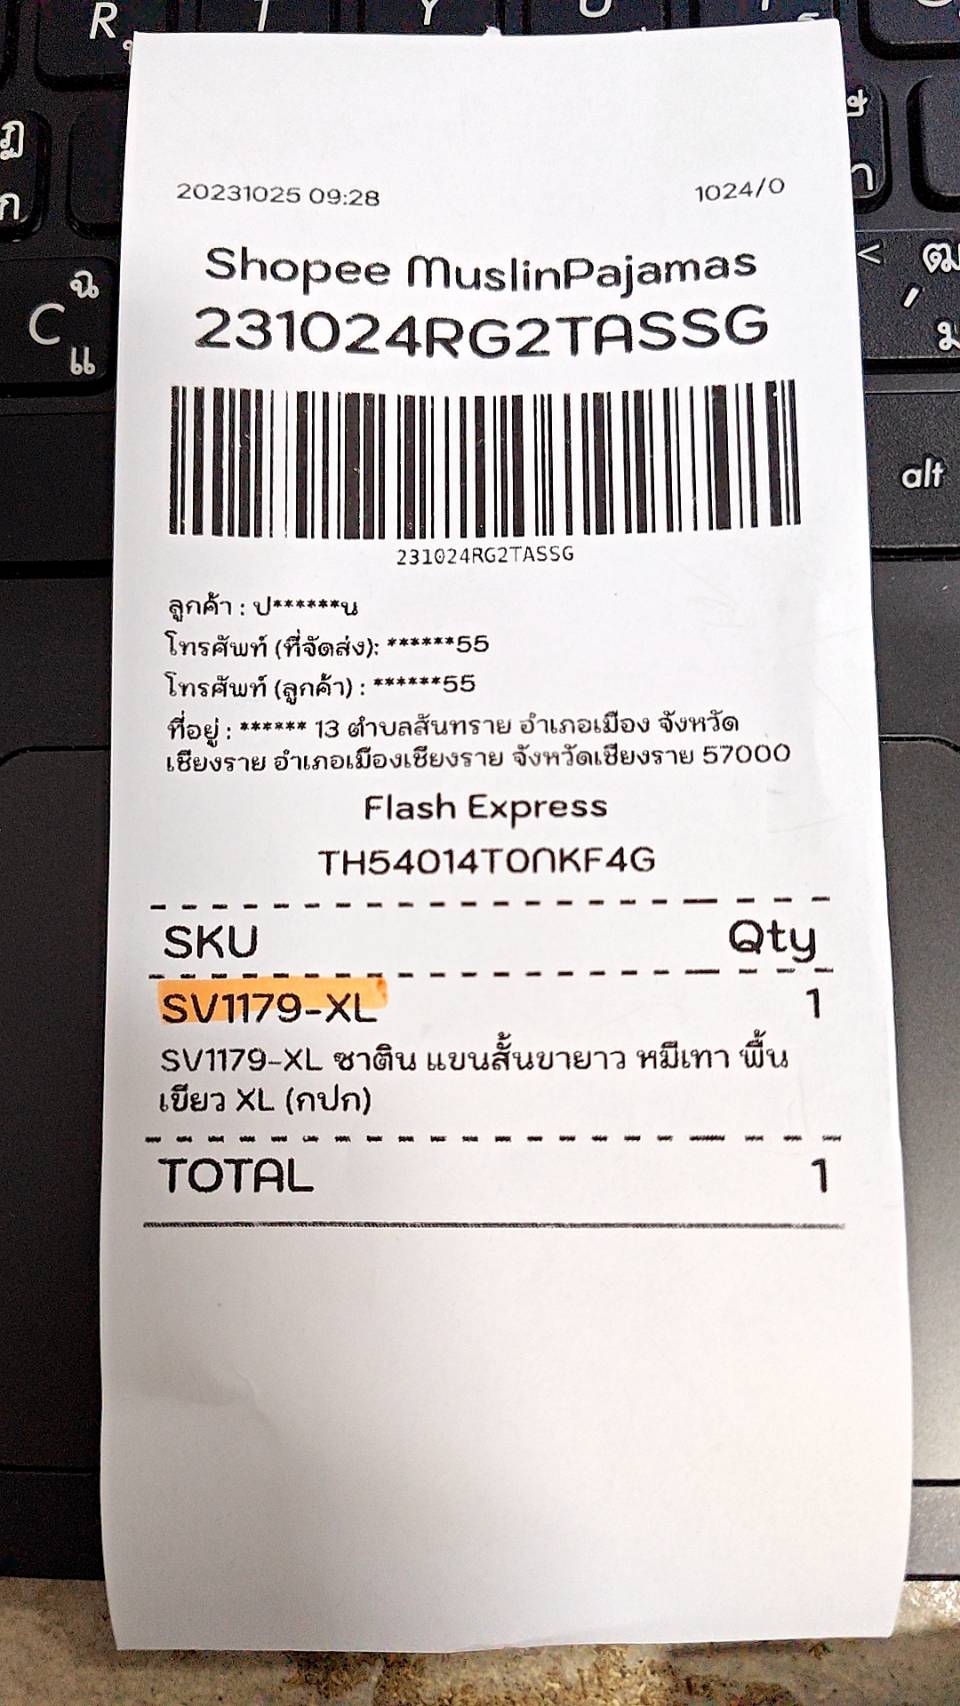 R T Y U
ฏ
ก
ฉ
C
แ
ษ
< ฒ
,
ม
alt
20231025 09:28 1024/0
Shopee MuslinPajamas
231024RG2TASSG
231024RG2TASSG
ลูกค้า : ป******น
โทรศัพท์ (ที่จัดส่ง): ******55
โทรศัพท์ (ลูกค้า) : ******55
ที่อยู่ : ****** 13 ตำบลสันทราย อำเภอเมือง จังหวัด
เชียงราย อำเภอเมืองเชียงราย จังหวัดเชียงราย 57000
Flash Express
TH54014T0NKF4G
SKU Qty
SV1179-XL 1
SV1179-XL ซาติน แขนสั้นขายาว หมีเทา พื้น
เขียว XL (กปก)
TOTAL 1